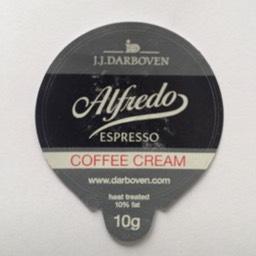 J.J.DARBOVEN
Alfredo
ESPRESSO
COFFEE CREAM
www.darboven.com
heat treated
10% fat
10g